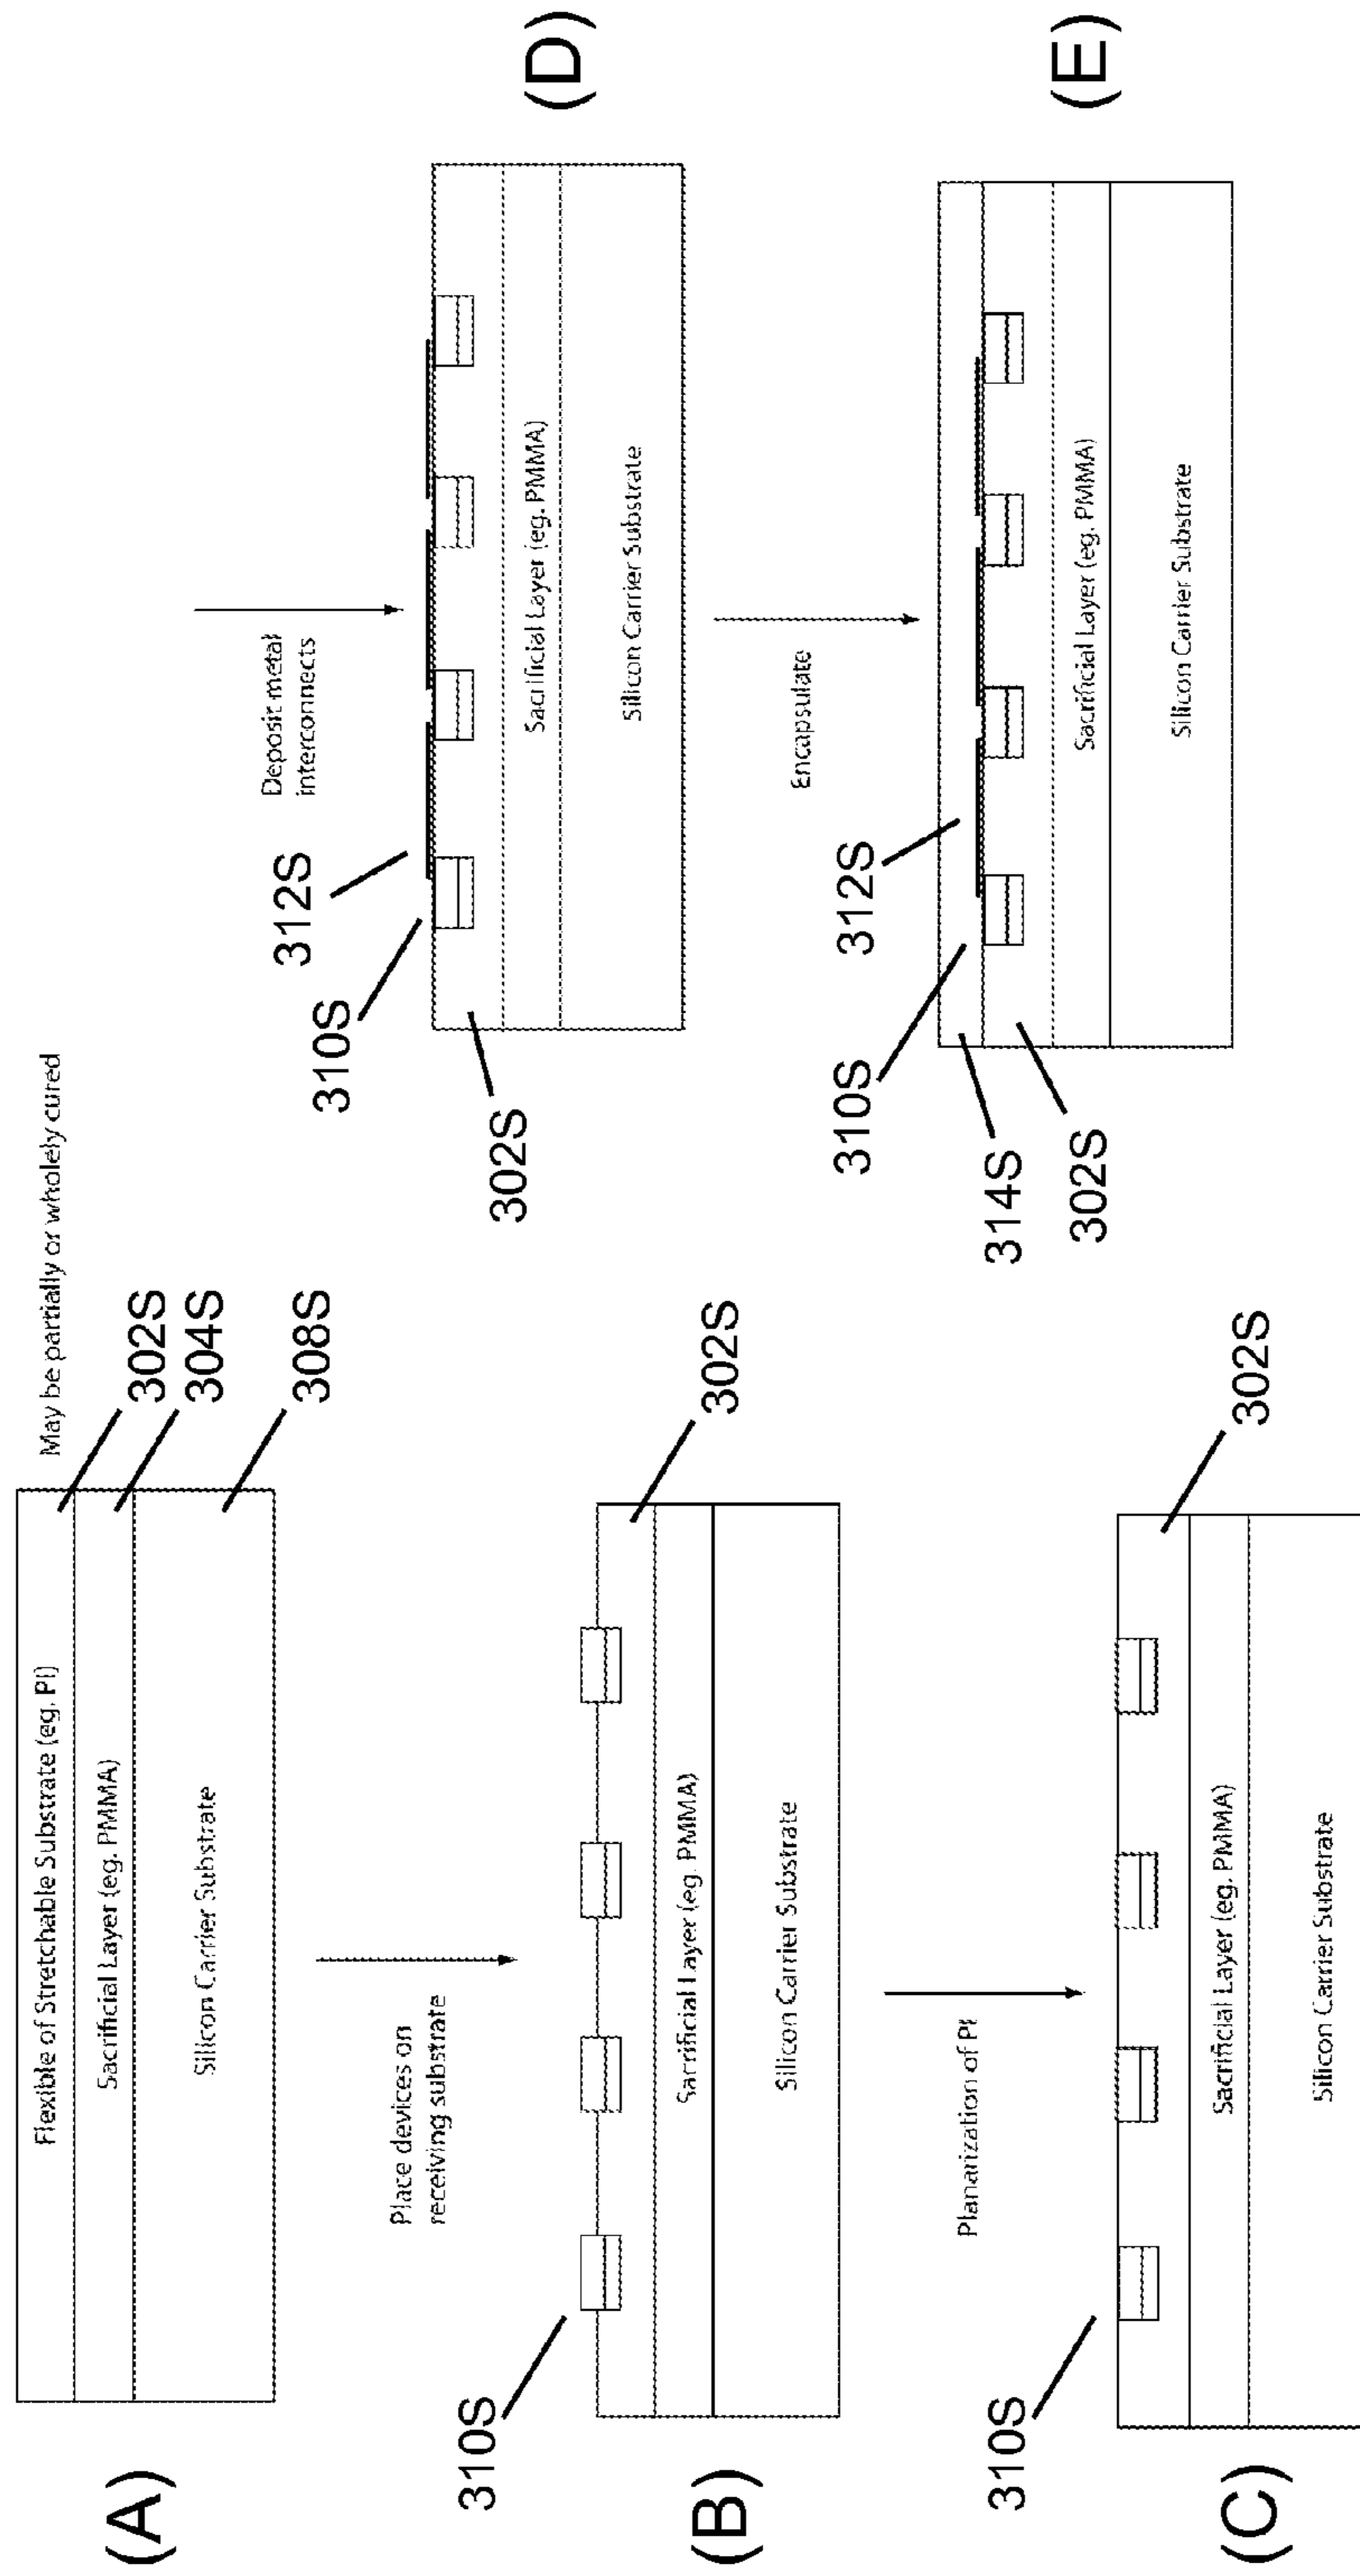 (A)
Flexible of Stretchable Substrate (eg. PI)
Sacrificial Layer (eg. PMMA)
Silicon Carrier Substrate
May be partially or wholely cured
302S
304S
308S
Place devices on
receiving substrate
(B)
310S
302S
Sacrificial Layer (eg. PMMA)
Silicon Carrier Substrate
Planarization of PI
(C)
310S
302S
Sacrificial Layer (eg. PMMA)
Silicon Carrier Substrate
Deposit metal
interconnects
(D)
312S
310S
302S
Sacrificial Layer (eg. PMMA)
Silicon Carrier Substrate
Encapsulate
(E)
312S
310S
314S
302S
Sacrificial Layer (eg. PMMA)
Silicon Carrier Substrate